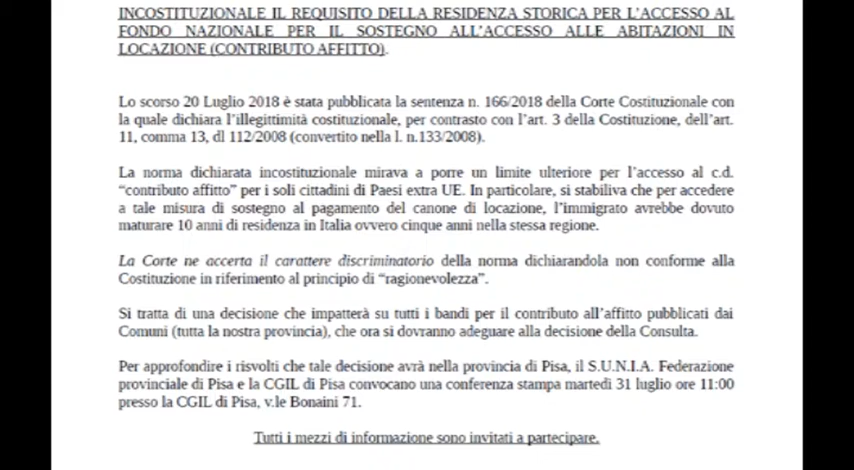 INCOSTITUZIONALE IL REQUISITO DELLA RESIDENZA STORICA PER L'ACCESSO AL
FONDO NAZIONALE PER IL SOSTEGNO ALL'ACCESSO ALLE ABITAZIONI IN
LOCAZIONE (CONTRIBUTO AFFITTO).
Lo scorso 20 Luglio 2018 è stata pubblicata la sentenza n. 166/2018 della Corte Costituzionale con
la quale dichiara l'illegittimità costituzionale, per contrasto con l'art. 3 della Costituzione, dell'art.
11, comma 13, dl 112/2008 (convertito nella l. n.133/2008).
La norma dichiarata incostituzionale mirava a porre un limite ulteriore per l'accesso al c.d.
“contributo affitto” per i soli cittadini di Paesi extra UE. In particolare, si stabiliva che per accedere
a tale misura di sostegno al pagamento del canone di locazione, l'immigrato avrebbe dovuto
maturare 10 anni di residenza in Italia ovvero cinque anni nella stessa regione.
La Corte ne accerta il carattere discriminatorio della norma dichiarandola non conforme alla
Costituzione in riferimento al principio di “ragionevolezza”.
Si tratta di una decisione che impatterà su tutti i bandi per il contributo all'affitto pubblicati dai
Comuni (tutta la nostra provincia), che ora si dovranno adeguare alla decisione della Consulta.
Per approfondire i risvolti che tale decisione avrà nella provincia di Pisa, il S.U.N.I.A. Federazione
provinciale di Pisa e la CGIL di Pisa convocano una conferenza stampa martedì 31 luglio ore 11:00
presso la CGIL di Pisa, v.le Bonaini 71.
Tutti i mezzi di informazione sono invitati a partecipare.